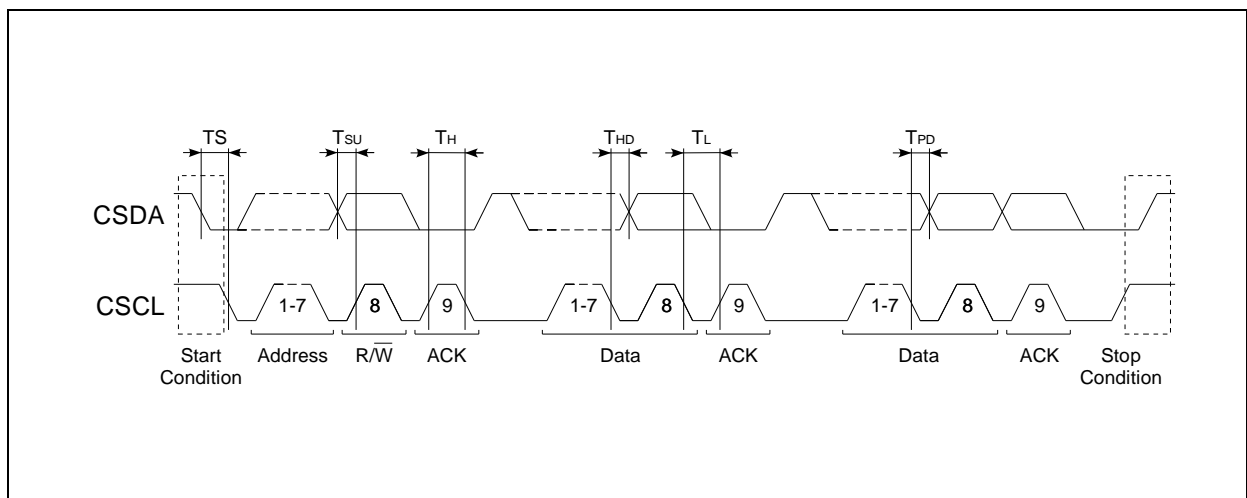 TS TSU TH THD TL TPD
CSDA
CSCL 1-7 8 9 1-7 8 9 1-7 8 9
Start Condition Address R/W̅ ACK Data ACK Data ACK Stop Condition